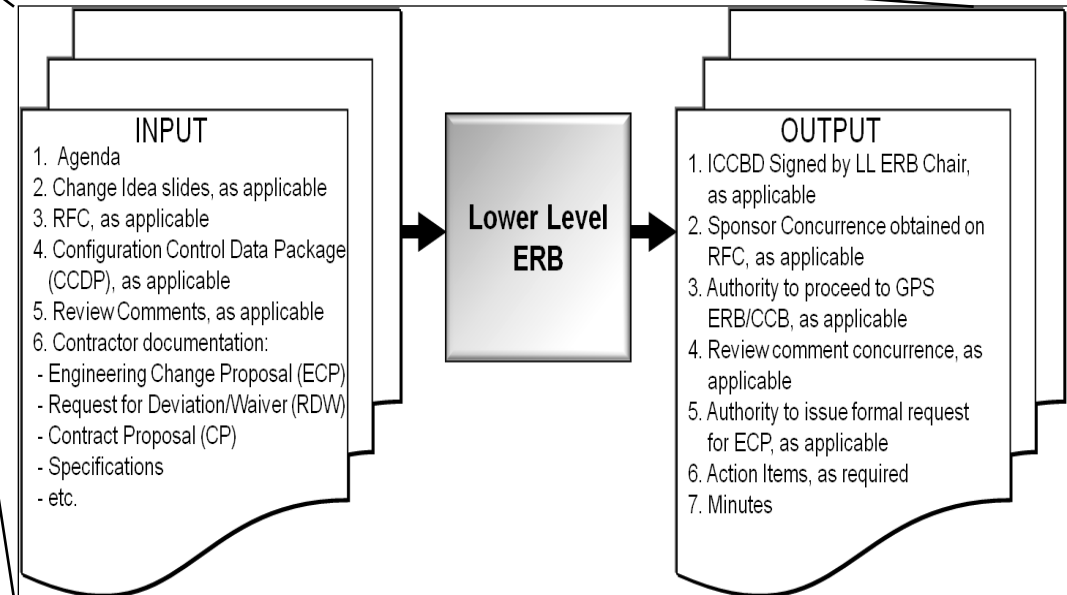 INPUT
1. Agenda
2. Change Idea slides, as applicable
3. RFC, as applicable
4. Configuration Control Data Package
(CCDP), as applicable
5. Review Comments, as applicable
6. Contractor documentation:
- Engineering Change Proposal (ECP)
- Request for Deviation/Waiver (RDW)
- Contract Proposal (CP)
- Specifications
- etc.
Lower Level
ERB
OUTPUT
1. ICCBD Signed by LL ERB Chair,
as applicable
2. Sponsor Concurrence obtained on
RFC, as applicable
3. Authority to proceed to GPS
ERB/CCB, as applicable
4. Review comment concurrence, as
applicable
5. Authority to issue formal request
for ECP, as applicable
6. Action Items, as required
7. Minutes